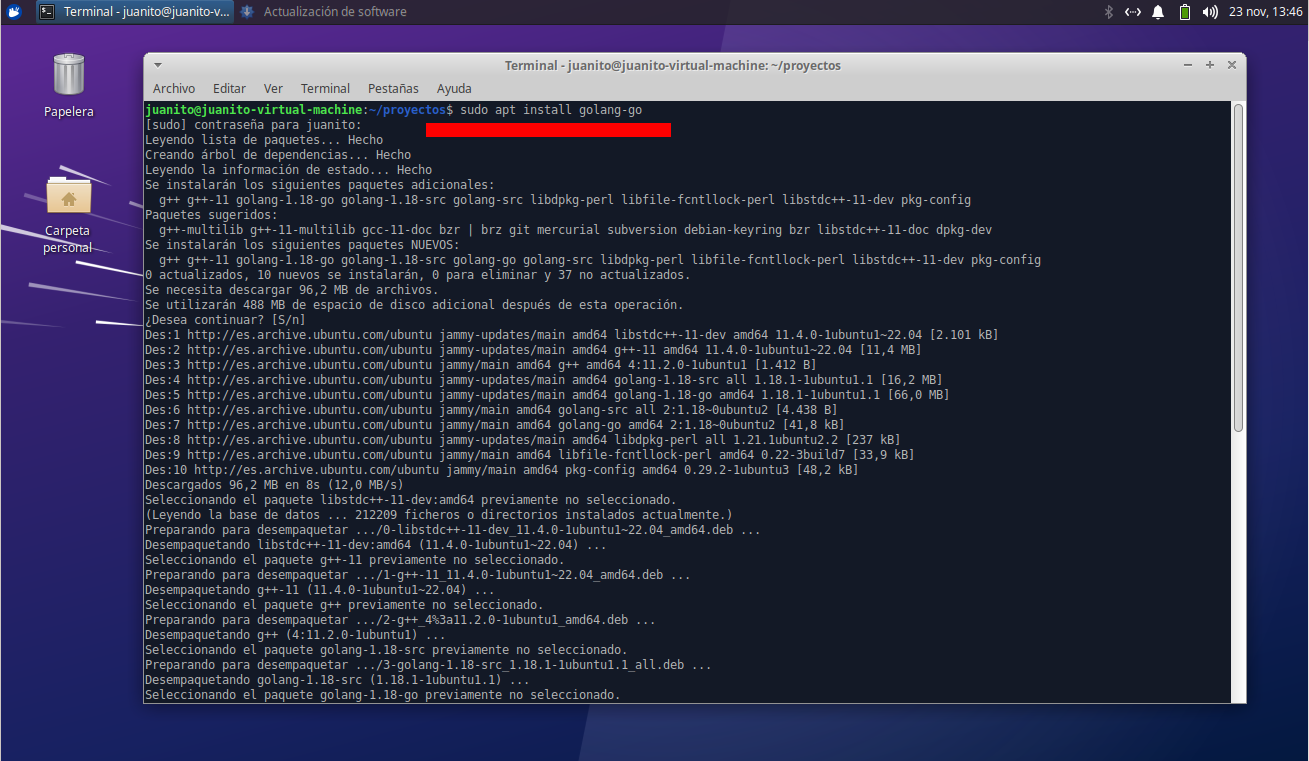 Terminal - juanito@juanito-v...
Actualización de software
23 nov, 13:46
Papelera
Carpeta
personal
Terminal - juanito@juanito-virtual-machine: ~/proyectos
Archivo Editar Ver Terminal Pestañas Ayuda
juanito@juanito-virtual-machine:~/proyectos$ sudo apt install golang-go
[sudo] contraseña para juanito:
Leyendo lista de paquetes... Hecho
Creando árbol de dependencias... Hecho
Leyendo la información de estado... Hecho
Se instalarán los siguientes paquetes adicionales:
  g++ g++-11 golang-1.18-go golang-1.18-src golang-src libdpkg-perl libfile-fcntllock-perl libstdc++-11-dev pkg-config
Paquetes sugeridos:
  g++-multilib g++-11-multilib gcc-11-doc bzr | brz git mercurial subversion debian-keyring bzr libstdc++-11-doc dpkg-dev
Se instalarán los siguientes paquetes NUEVOS:
  g++ g++-11 golang-1.18-go golang-1.18-src golang-go golang-src libdpkg-perl libfile-fcntllock-perl libstdc++-11-dev pkg-config
0 actualizados, 10 nuevos se instalarán, 0 para eliminar y 37 no actualizados.
Se necesita descargar 96,2 MB de archivos.
Se utilizarán 488 MB de espacio de disco adicional después de esta operación.
¿Desea continuar? [S/n]
Des:1 http://es.archive.ubuntu.com/ubuntu jammy-updates/main amd64 libstdc++-11-dev amd64 11.4.0-1ubuntu1~22.04 [2.101 kB]
Des:2 http://es.archive.ubuntu.com/ubuntu jammy-updates/main amd64 g++-11 amd64 11.4.0-1ubuntu1~22.04 [11,4 MB]
Des:3 http://es.archive.ubuntu.com/ubuntu jammy/main amd64 g++ amd64 4:11.2.0-1ubuntu1 [1.412 B]
Des:4 http://es.archive.ubuntu.com/ubuntu jammy-updates/main amd64 golang-1.18-src all 1.18.1-1ubuntu1.1 [16,2 MB]
Des:5 http://es.archive.ubuntu.com/ubuntu jammy-updates/main amd64 golang-1.18-go amd64 1.18.1-1ubuntu1.1 [66,0 MB]
Des:6 http://es.archive.ubuntu.com/ubuntu jammy/main amd64 golang-src all 2:1.18~0ubuntu2 [4.438 B]
Des:7 http://es.archive.ubuntu.com/ubuntu jammy/main amd64 golang-go amd64 2:1.18~0ubuntu2 [41,8 kB]
Des:8 http://es.archive.ubuntu.com/ubuntu jammy-updates/main amd64 libdpkg-perl all 1.21.1ubuntu2.2 [237 kB]
Des:9 http://es.archive.ubuntu.com/ubuntu jammy/main amd64 libfile-fcntllock-perl amd64 0.22-3build7 [33,9 kB]
Des:10 http://es.archive.ubuntu.com/ubuntu jammy/main amd64 pkg-config amd64 0.29.2-1ubuntu3 [48,2 kB]
Descargados 96,2 MB en 8s (12,0 MB/s)
Seleccionando el paquete libstdc++-11-dev:amd64 previamente no seleccionado.
(Leyendo la base de datos ... 212209 ficheros o directorios instalados actualmente.)
Preparando para desempaquetar .../0-libstdc++-11-dev_11.4.0-1ubuntu1~22.04_amd64.deb ...
Desempaquetando libstdc++-11-dev:amd64 (11.4.0-1ubuntu1~22.04) ...
Seleccionando el paquete g++-11 previamente no seleccionado.
Preparando para desempaquetar .../1-g++-11_11.4.0-1ubuntu1~22.04_amd64.deb ...
Desempaquetando g++-11 (11.4.0-1ubuntu1~22.04) ...
Seleccionando el paquete g++ previamente no seleccionado.
Preparando para desempaquetar .../2-g++_4%3a11.2.0-1ubuntu1_amd64.deb ...
Desempaquetando g++ (4:11.2.0-1ubuntu1) ...
Seleccionando el paquete golang-1.18-src previamente no seleccionado.
Preparando para desempaquetar .../3-golang-1.18-src_1.18.1-1ubuntu1.1_all.deb ...
Desempaquetando golang-1.18-src (1.18.1-1ubuntu1.1) ...
Seleccionando el paquete golang-1.18-go previamente no seleccionado.